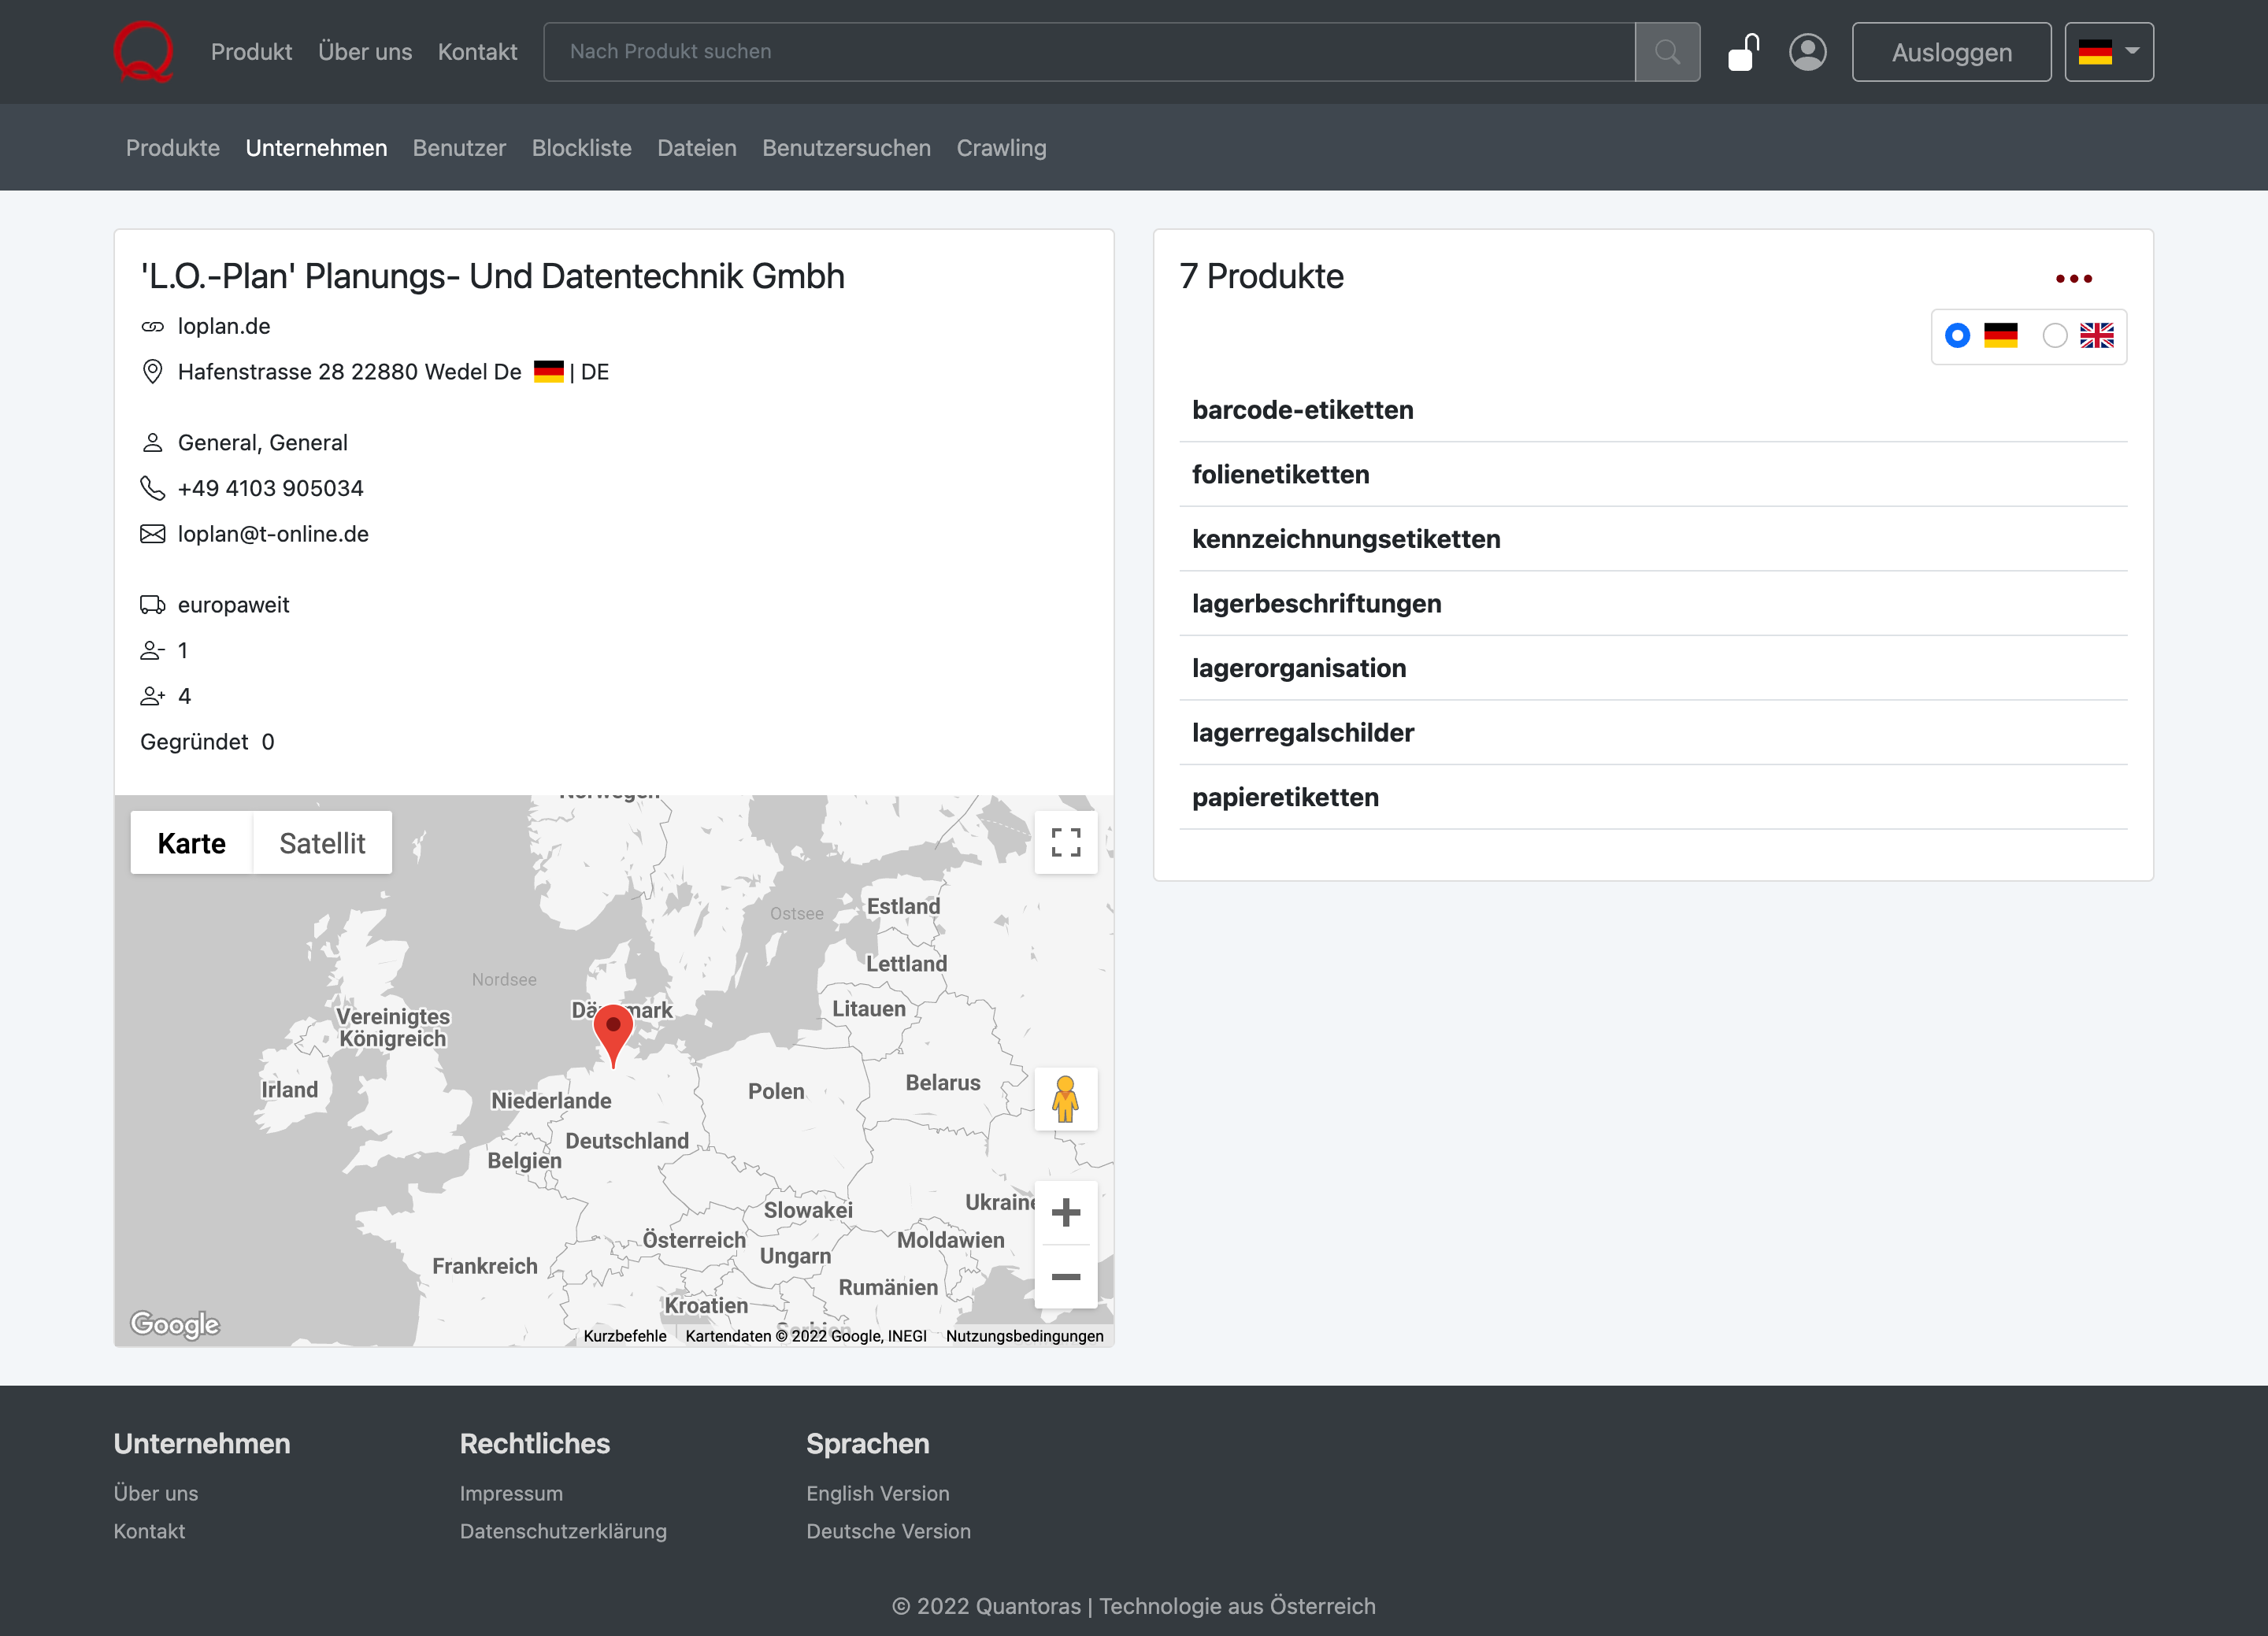 Produkt Über uns Kontakt Nach Produkt suchen Ausloggen
Produkte Unternehmen Benutzer Blockliste Dateien Benutzersuchen Crawling
'L.O.-Plan' Planungs- Und Datentechnik Gmbh
loplan.de
Hafenstrasse 28 22880 Wedel De | DE
General, General
+49 4103 905034
loplan@t-online.de
europaweit
1
4
Gegründet 0
Karte Satellit
Norwegen
Estland
Ostsee
Lettland
Nordsee
Litauen
Dänemark
Vereinigtes
Königreich
Belarus
Irland
Polen
Niederlande
Deutschland
Belgien
Ukraine
Slowakei
Österreich
Moldawien
Ungarn
Frankreich
Rumänien
Kroatien
Serbien
Google
Kurzbefehle Kartendaten © 2022 Google, INEGI Nutzungsbedingungen
7 Produkte
barcode-etiketten
folienetiketten
kennzeichnungsetiketten
lagerbeschriftungen
lagerorganisation
lagerregalschilder
papieretiketten
Unternehmen
Über uns
Kontakt
Rechtliches
Impressum
Datenschutzerklärung
Sprachen
English Version
Deutsche Version
© 2022 Quantoras | Technologie aus Österreich